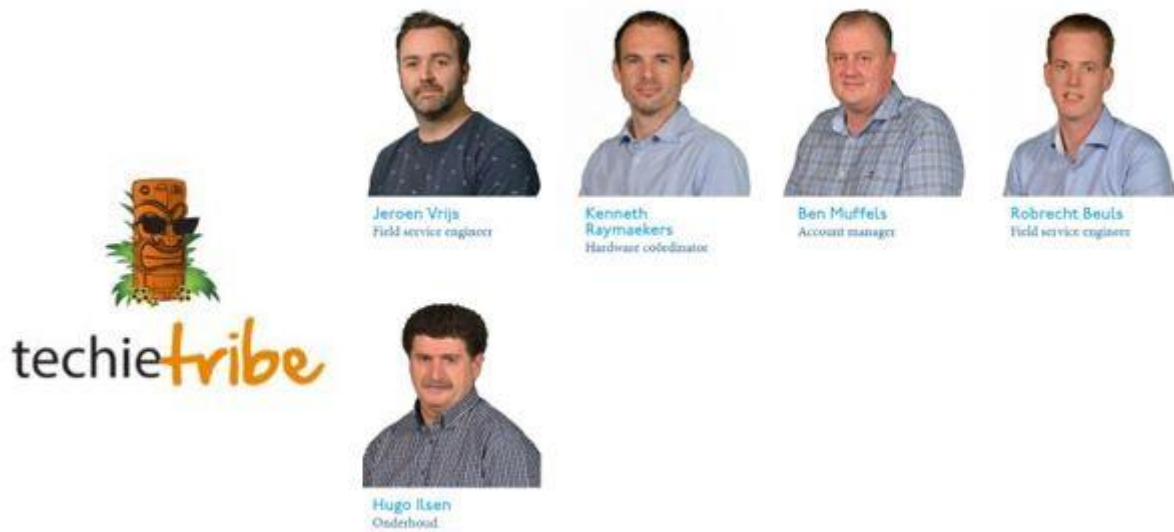 Jeroen Vrijs
Field service engineer
Kenneth
Raymaekers
Hardware coördinator
Ben Muffels
Account manager
Robrecht Beuls
Field service engineer
techietribe
Hugo Ilsen
Onderhoud